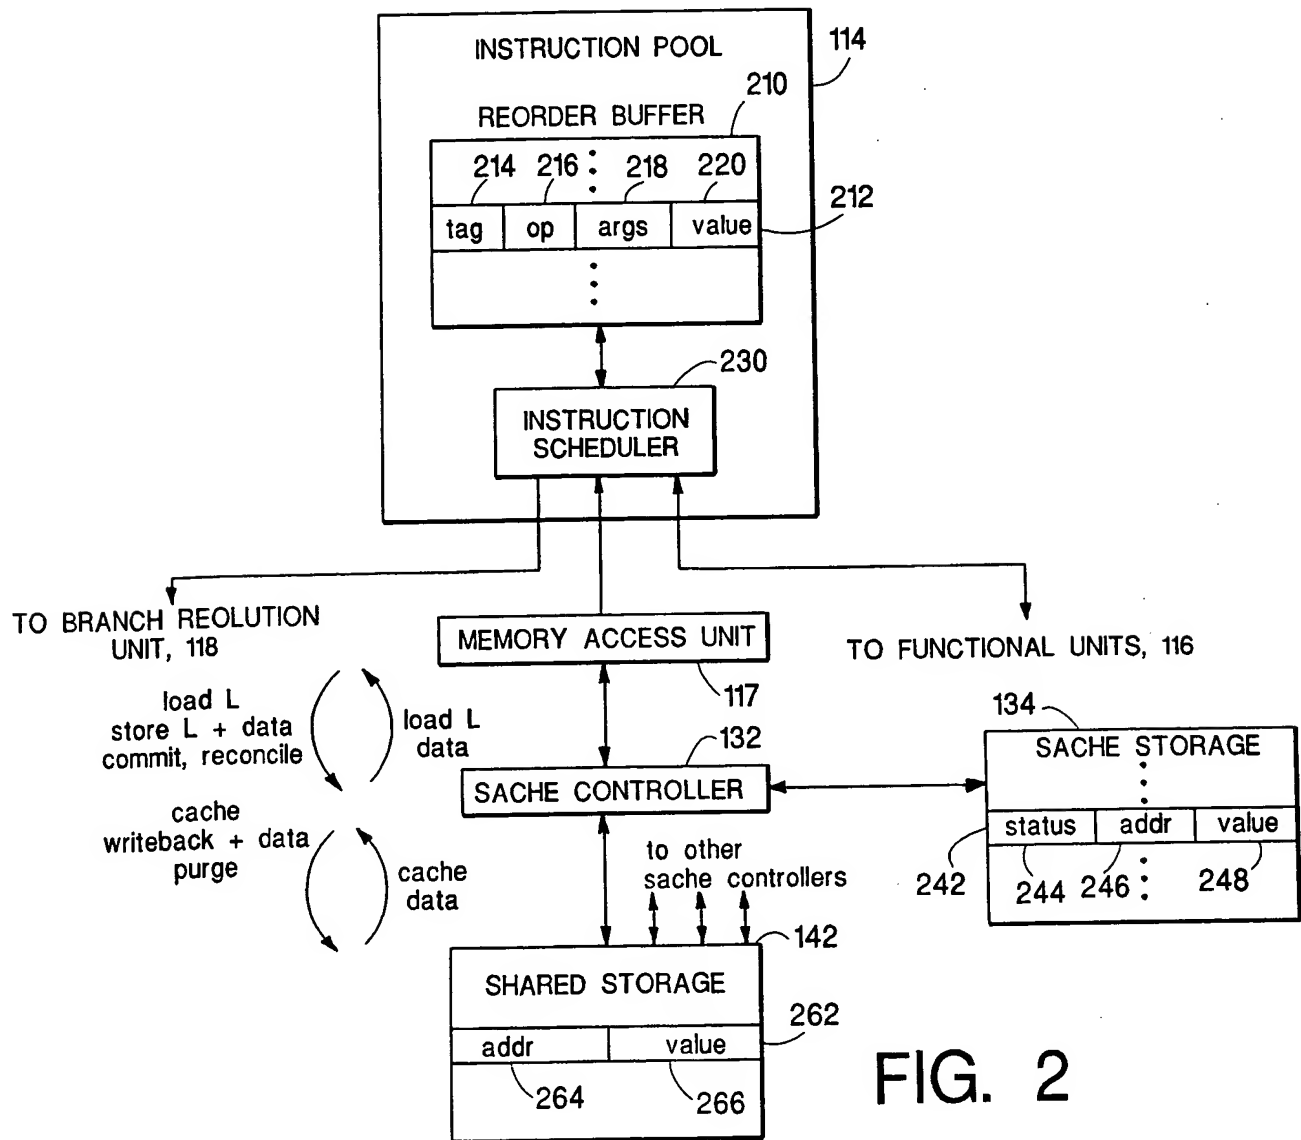 INSTRUCTION POOL
114
210
REORDER BUFFER
214 216 218 220
212
tag op args value
230
INSTRUCTION
SCHEDULER
TO BRANCH REOLUTION
UNIT, 118
MEMORY ACCESS UNIT
117
TO FUNCTIONAL UNITS, 116
load L
store L + data
commit, reconcile
load L
data
132
SACHE CONTROLLER
134
SACHE STORAGE
status addr value
242 244 246 248
cache
writeback + data
purge
cache
data
to other
sache controllers
142
SHARED STORAGE
262
addr value
264 266
FIG. 2